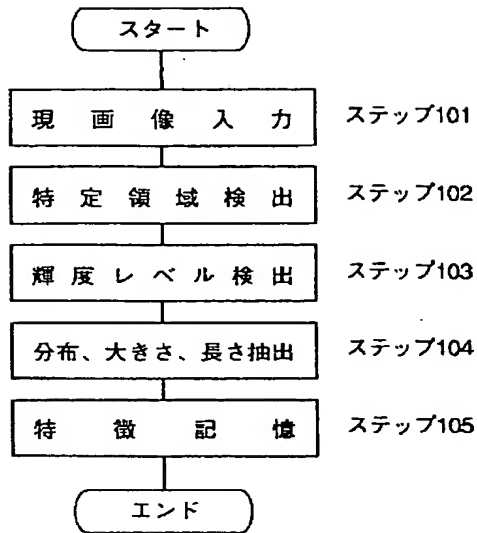 スタート
現画像入力 ステップ101
特定領域検出 ステップ102
輝度レベル検出 ステップ103
分布、大きさ、長さ抽出 ステップ104
特徴記憶 ステップ105
エンド